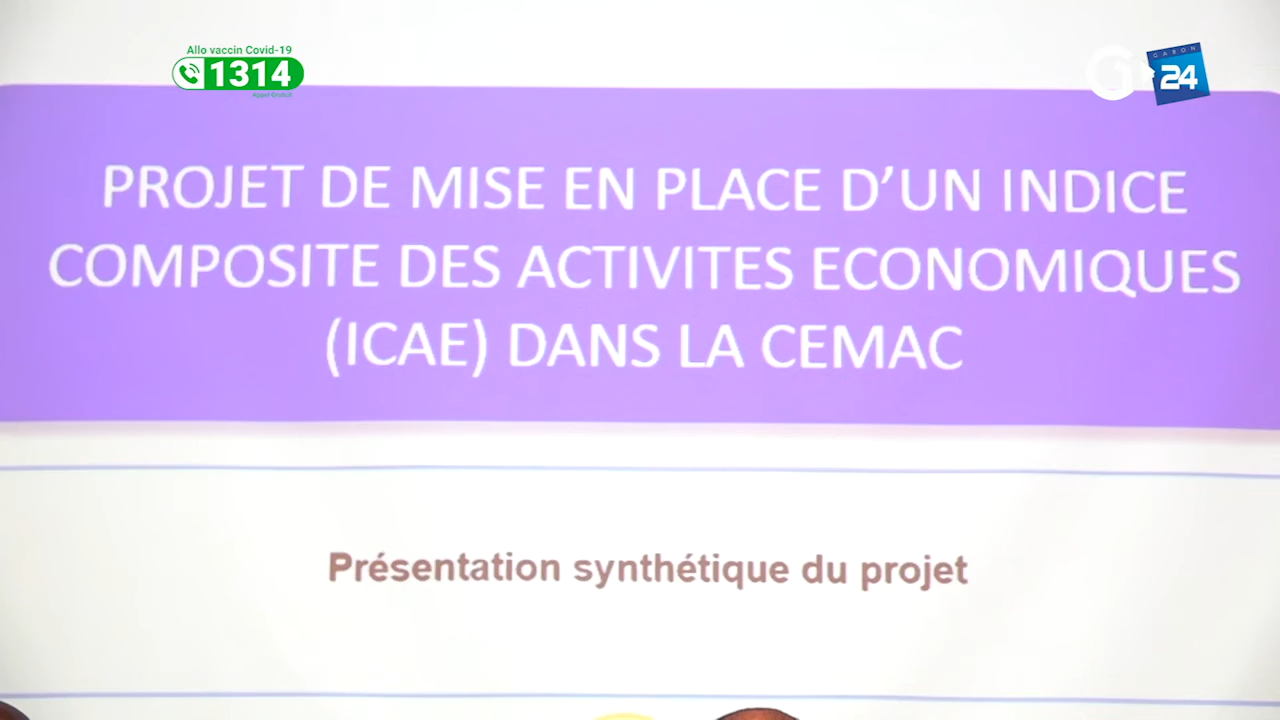 Allo vaccin Covid-19
1314
GABON
24
PROJET DE MISE EN PLACE D’UN INDICE
COMPOSITE DES ACTIVITES ECONOMIQUES
(ICAE) DANS LA CEMAC
Présentation synthétique du projet